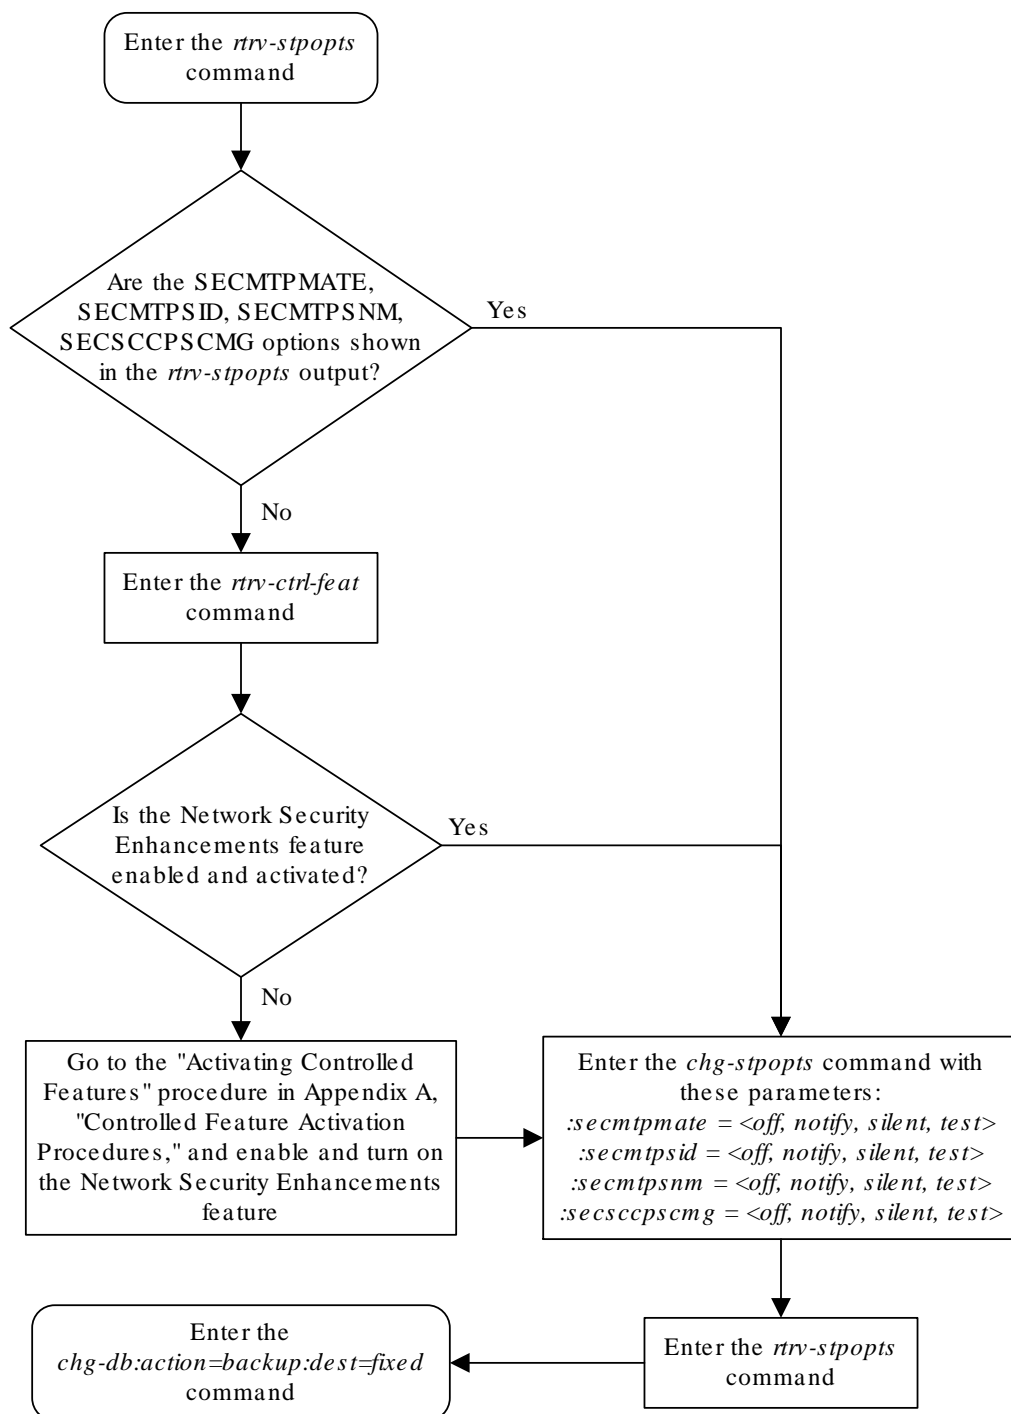 Enter the rtrv-stpopts
command
Are the SECMTPMATE,
SECMTPSID, SECMTPSNM,
SECSCCPSCMG options shown
in the rtrv-stpopts output?
Yes
No
Enter the rtrv-ctrl-feat
command
Is the Network Security
Enhancements feature
enabled and activated?
Yes
No
Go to the "Activating Controlled
Features" procedure in Appendix A,
"Controlled Feature Activation
Procedures," and enable and turn on
the Network Security Enhancements
feature
Enter the chg-stpopts command with
these parameters:
:secmtpmate = <off, notify, silent, test>
:secmtpsid = <off, notify, silent, test>
:secmtpsnm = <off, notify, silent, test>
:secsccpscmg = <off, notify, silent, test>
Enter the rtrv-stpopts
command
Enter the
chg-db:action=backup:dest=fixed
command